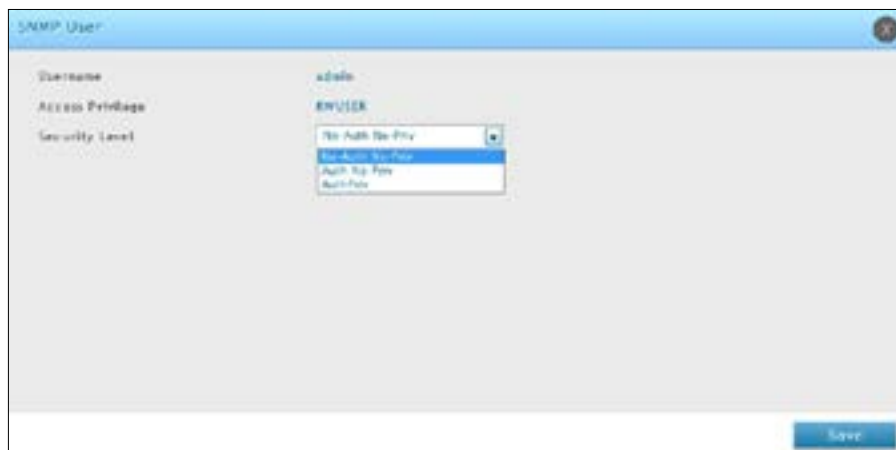 SNMP User
Username admin
Access Privilege RWUSER
Security Level No-Auth No-Priv
No-Auth No-Priv
Auth No-Priv
Auth Priv
Save